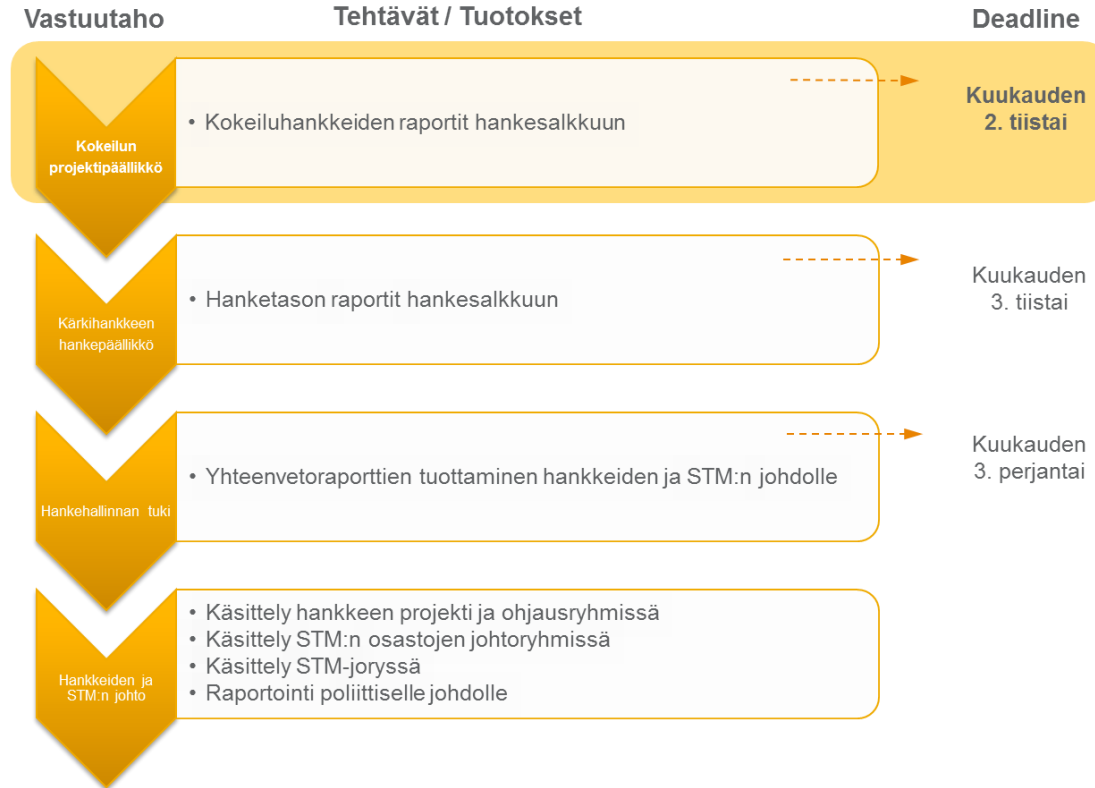 Vastuutaho
Tehtävät / Tuotokset
Deadline
Kokeilun
projektipäällikkö
• Kokeiluhankkeiden raportit hankesalkkuun
Kuukauden
2. tiistai
Kärkihankkeen
hankepäällikkö
• Hanketason raportit hankesalkkuun
Kuukauden
3. tiistai
Hankehallinnan tuki
• Yhteenvetoraporttien tuottaminen hankkeiden ja STM:n johdolle
Kuukauden
3. perjantai
Hankkeiden ja
STM:n johto
• Käsittely hankkeen projekti ja ohjausryhmissä
• Käsittely STM:n osastojen johtoryhmissä
• Käsittely STM-joryssä
• Raportointi poliittiselle johdolle